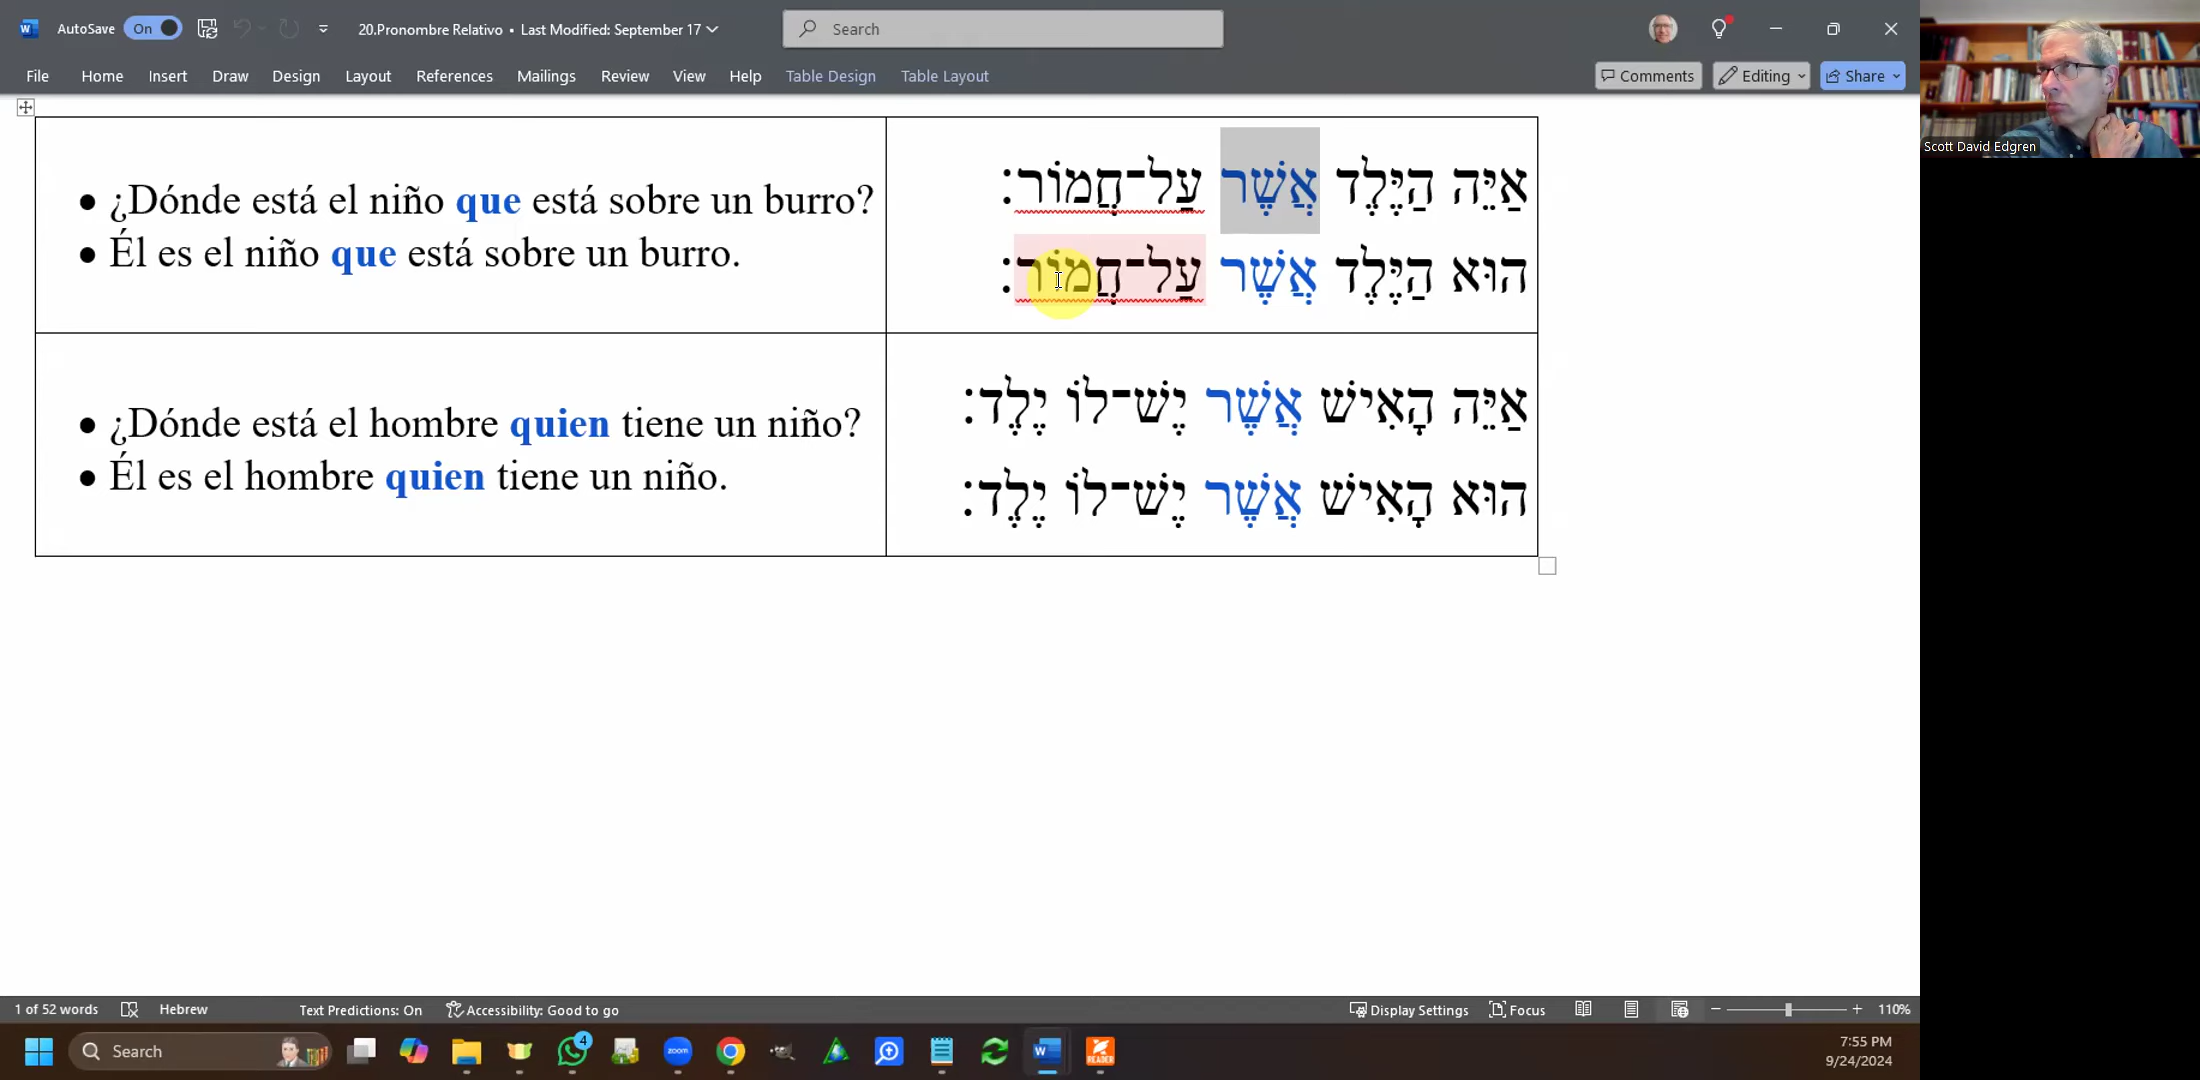 AutoSave On 20.Pronombre Relativo • Last Modified: September 17 Search
File Home Insert Draw Design Layout References Mailings Review View Help Table Design Table Layout Comments Editing Share
Scott David Edgren
• ¿Dónde está el niño que está sobre un burro?
• Él es el niño que está sobre un burro.
אַיֵּה הַיֶּלֶד אֲשֶׁר עַל־חֲמוֹר׃
הוּא הַיֶּלֶד אֲשֶׁר עַל־חֲמוֹר׃
• ¿Dónde está el hombre quien tiene un niño?
• Él es el hombre quien tiene un niño.
אַיֵּה הָאִישׁ אֲשֶׁר יֶשׁ־לוֹ יֶלֶד׃
הוּא הָאִישׁ אֲשֶׁר יֶשׁ־לוֹ יֶלֶד׃
1 of 52 words Hebrew Text Predictions: On Accessibility: Good to go Display Settings Focus 110%
Search 4 zoom READER 7:55 PM
9/24/2024